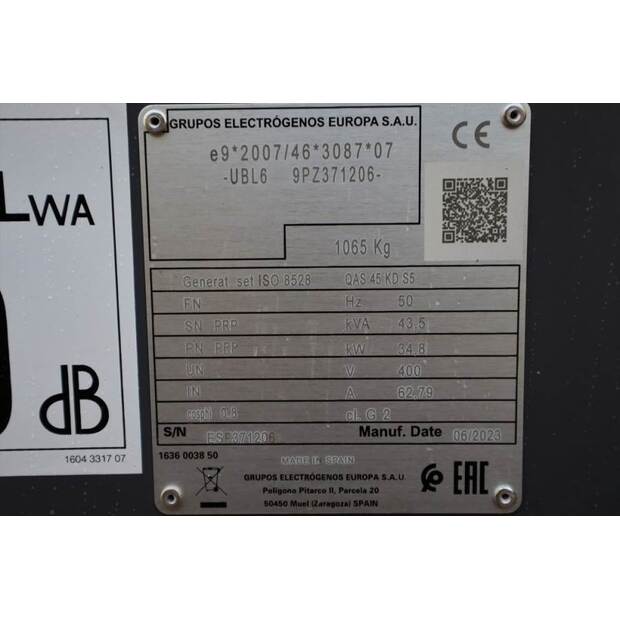 LWA
dB
1604 3317 07
GRUPOS ELECTRÓGENOS EUROPA S.A.U.
CE
e9*2007/46*3087*07
-UBL6 9PZ371206-
1065 Kg
Generat. set ISO 8528 QAS 45 KD S5
FN Hz 50
SN PRP kVA 43.5
PN PRP kW 34.8
UN V 400
IN A 62.79
cosphi 0.8 cl. G 2
S/N ESP371206 Manuf. Date 06/2023
1636 0038 50
MADE IN SPAIN
GRUPOS ELECTRÓGENOS EUROPA S.A.U.
Polígono Pitarco II, Parcela 20
50450 Muel (Zaragoza) SPAIN
EAC